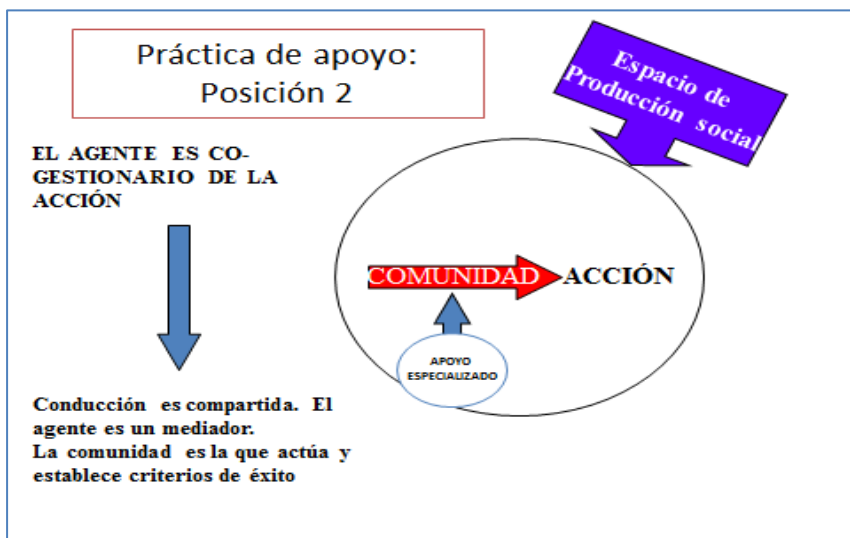 Práctica de apoyo:
Posición 2
Espacio de
Producción social
EL AGENTE ES CO-
GESTIONARIO DE LA
ACCIÓN
COMUNIDAD
ACCIÓN
APOYO
ESPECIALIZADO
Conducción es compartida. El
agente es un mediador.
La comunidad es la que actúa y
establece criterios de éxito